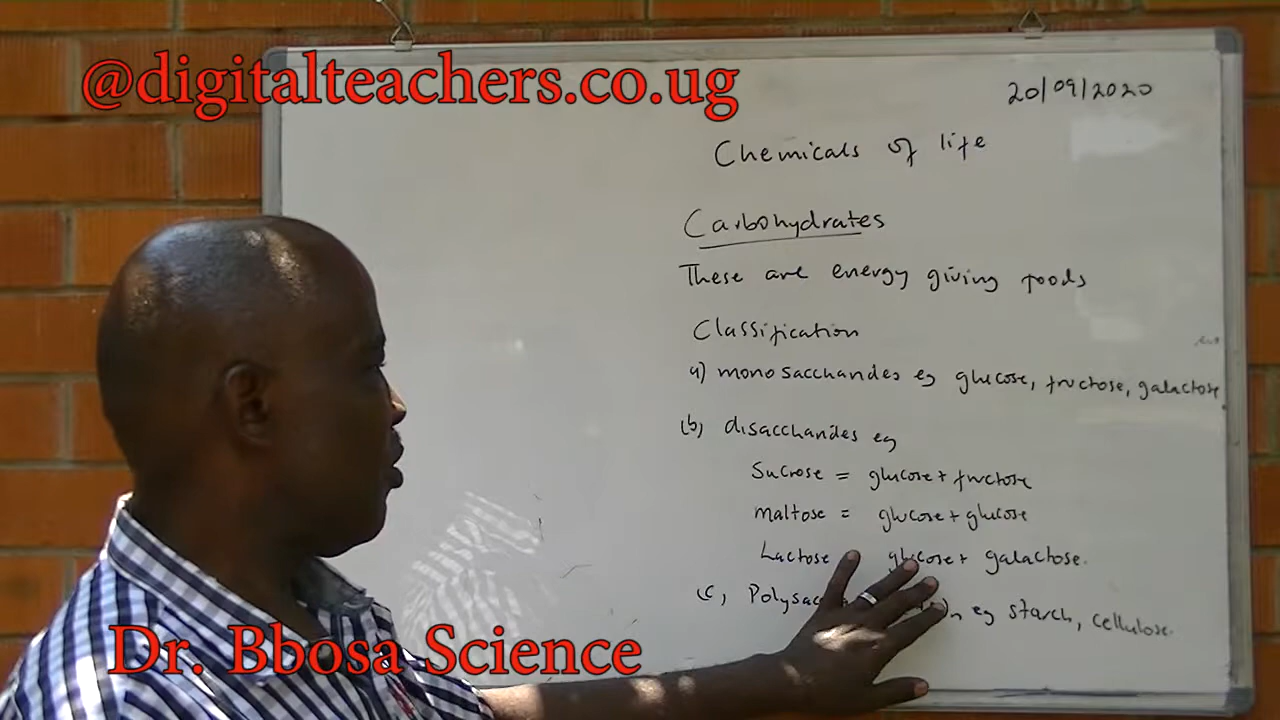 @digitalteachers.co.ug
20/09/2020
Chemicals of life
Carbohydrates
These are energy giving foods
Classification
a) monosaccharides eg glucose, fructose, galactose.
(b) disaccharides eg
Sucrose = glucose + fructose
maltose = glucose + glucose
Lactose glucose + galactose.
(c) eg starch, cellulose.
Dr. Bbosa Science